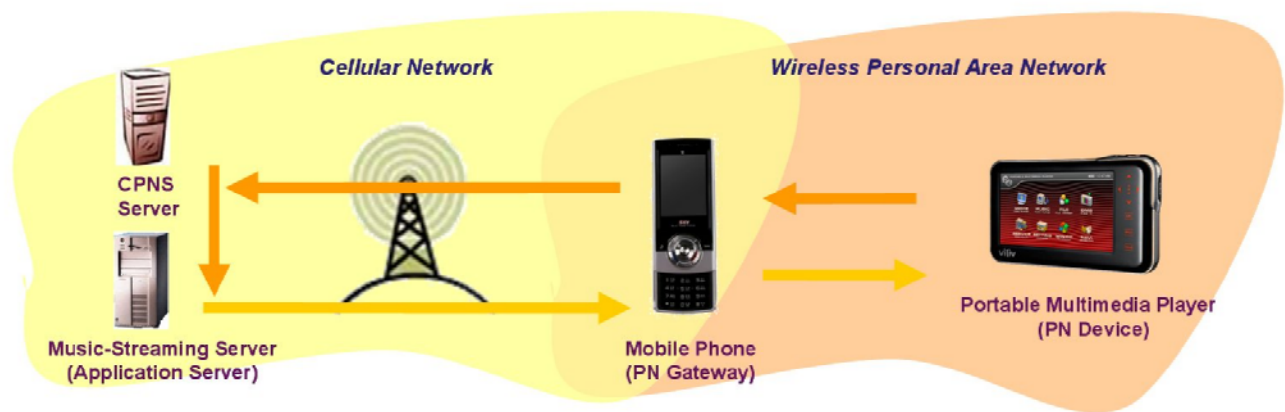 Cellular Network
Wireless Personal Area Network
CPNS
Server
Music-Streaming Server
(Application Server)
Mobile Phone
(PN Gateway)
viliv
Portable Multimedia Player
(PN Device)